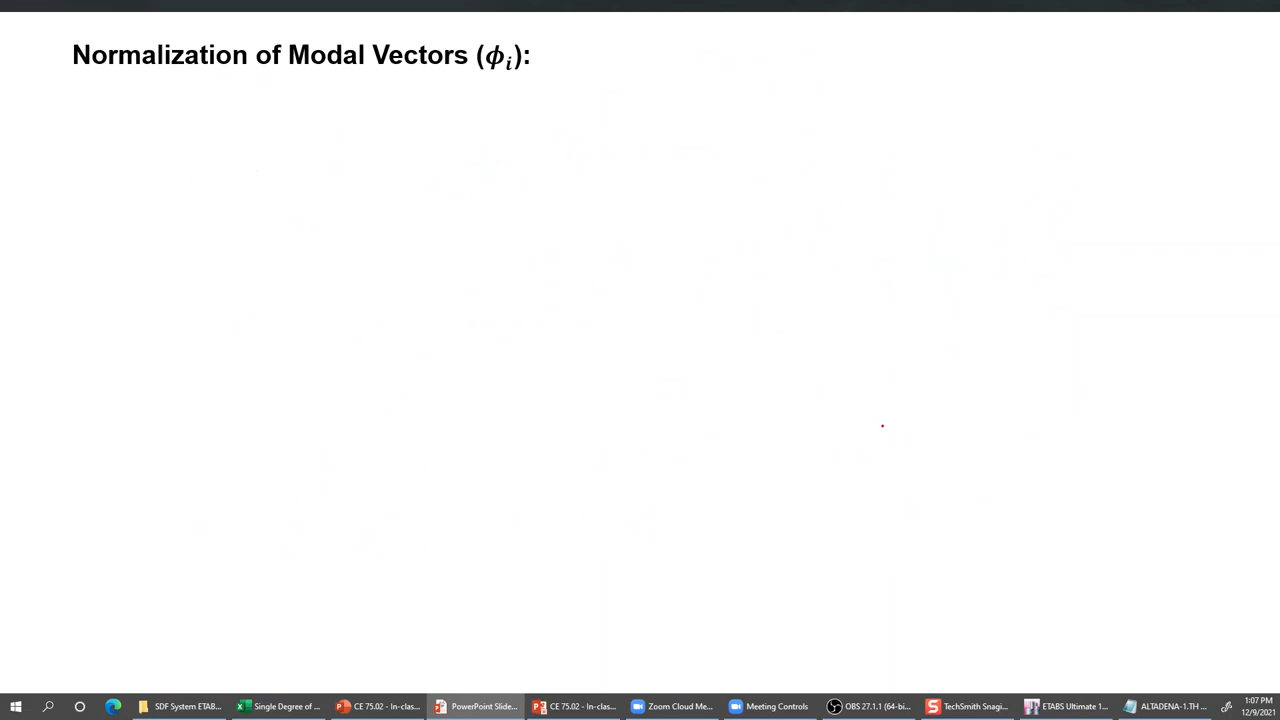 Normalization of Modal Vectors (ϕᵢ):
SDF System ETAB...
Single Degree of ...
CE 75.02 - In-clas...
PowerPoint Slide...
CE 75.02 - In-clas...
Zoom Cloud Me...
Meeting Controls
OBS 27.1.1 (64-bi...
TechSmith Snagi...
ETABS Ultimate 1...
ALTADENA-1.TH ...
1:07 PM
12/9/2021